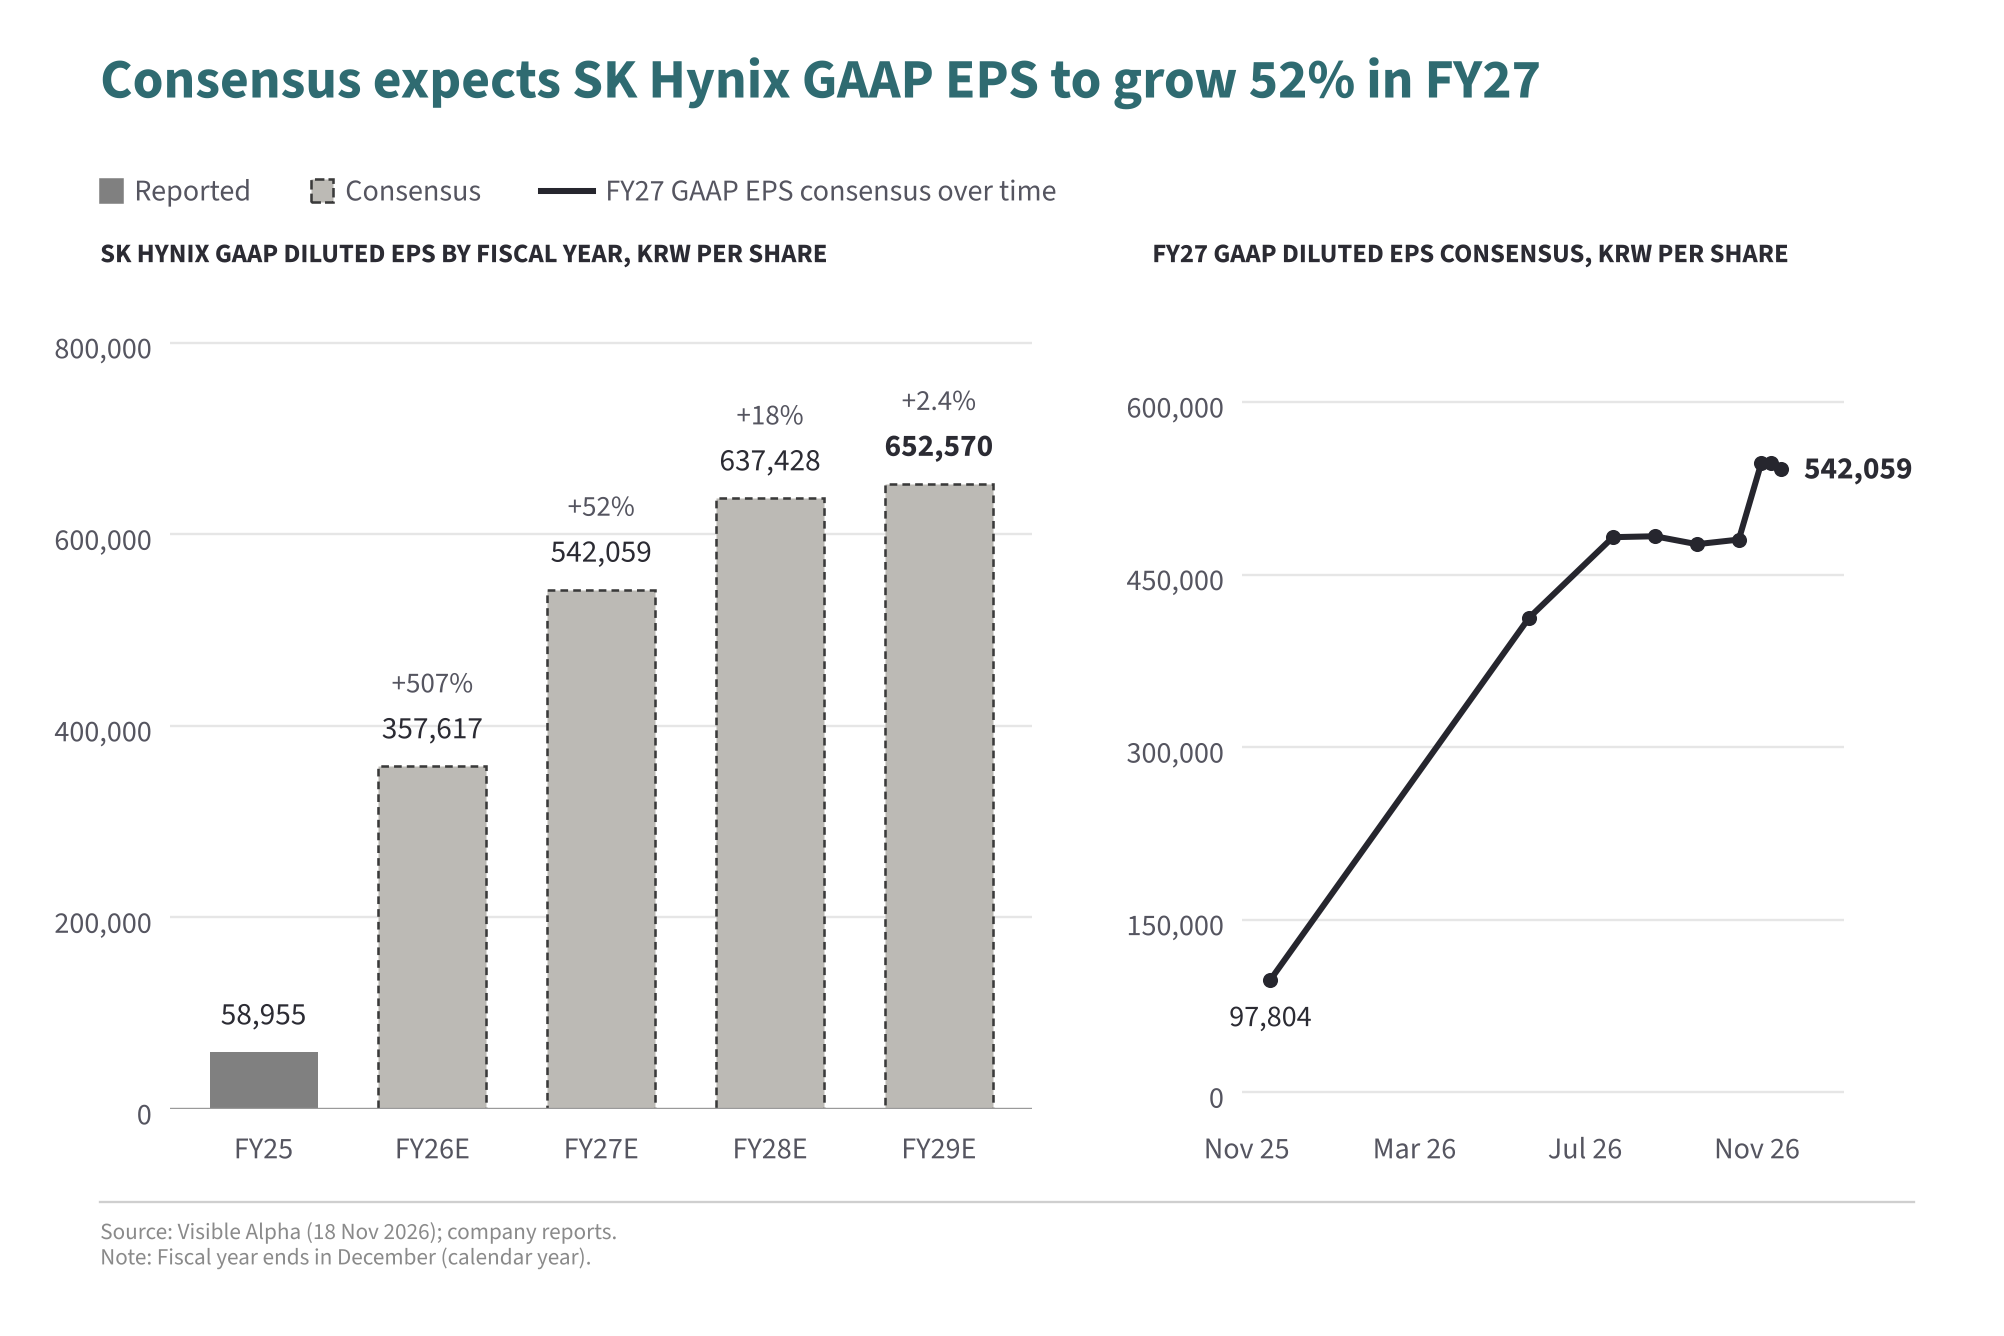 Consensus expects SK Hynix GAAP EPS to grow 52% in FY27
Reported
Consensus
FY27 GAAP EPS consensus over time
SK HYNIX GAAP DILUTED EPS BY FISCAL YEAR, KRW PER SHARE
800,000
600,000
400,000
200,000
0
58,955
+507%
357,617
+52%
542,059
+18%
637,428
+2.4%
652,570
FY25
FY26E
FY27E
FY28E
FY29E
FY27 GAAP DILUTED EPS CONSENSUS, KRW PER SHARE
600,000
450,000
300,000
150,000
0
97,804
542,059
Nov 25
Mar 26
Jul 26
Nov 26
Source: Visible Alpha (18 Nov 2026); company reports.
Note: Fiscal year ends in December (calendar year).